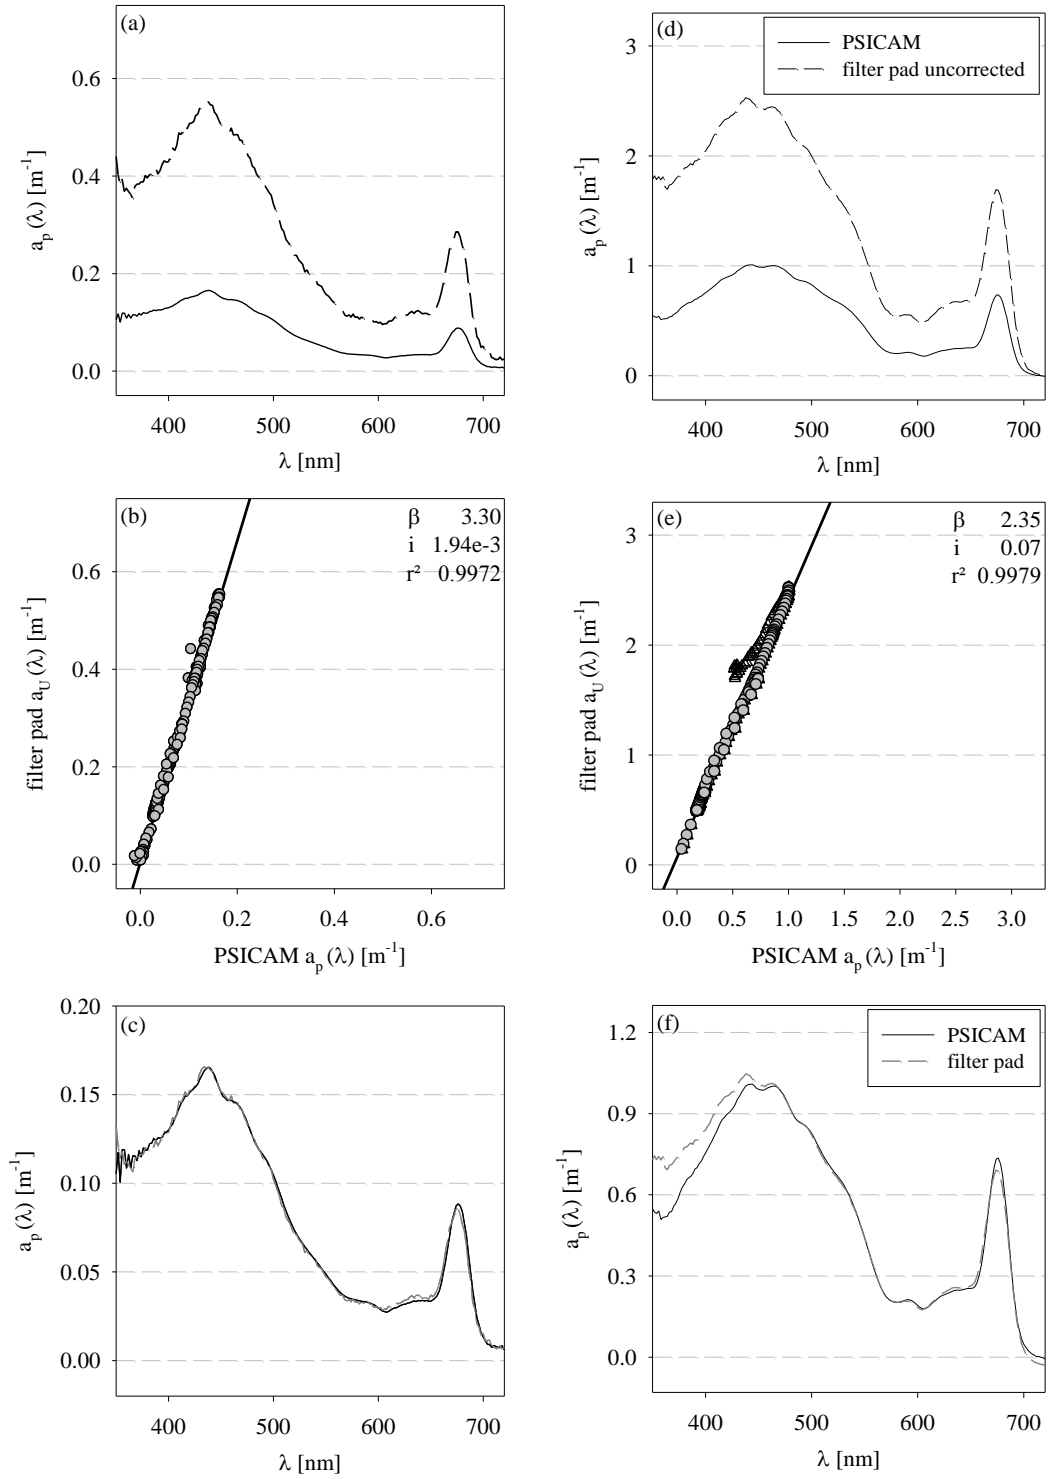 (a)
0.6
0.4
0.2
0.0
aₚ(λ) [m⁻¹]
400 500 600 700
λ [nm]
(d)
PSICAM
filter pad uncorrected
3
2
1
0
aₚ(λ) [m⁻¹]
400 500 600 700
λ [nm]
(b)
β 3.30
i 1.94e-3
r² 0.9972
0.6
0.4
0.2
0.0
filter pad a_U(λ) [m⁻¹]
0.0 0.2 0.4 0.6
PSICAM aₚ(λ) [m⁻¹]
(e)
β 2.35
i 0.07
r² 0.9979
3
2
1
0
filter pad a_U(λ) [m⁻¹]
0.0 0.5 1.0 1.5 2.0 2.5 3.0
PSICAM aₚ(λ) [m⁻¹]
(c)
0.20
0.15
0.10
0.05
0.00
aₚ(λ) [m⁻¹]
400 500 600 700
λ [nm]
(f)
PSICAM
filter pad
1.2
0.9
0.6
0.3
0.0
aₚ(λ) [m⁻¹]
400 500 600 700
λ [nm]